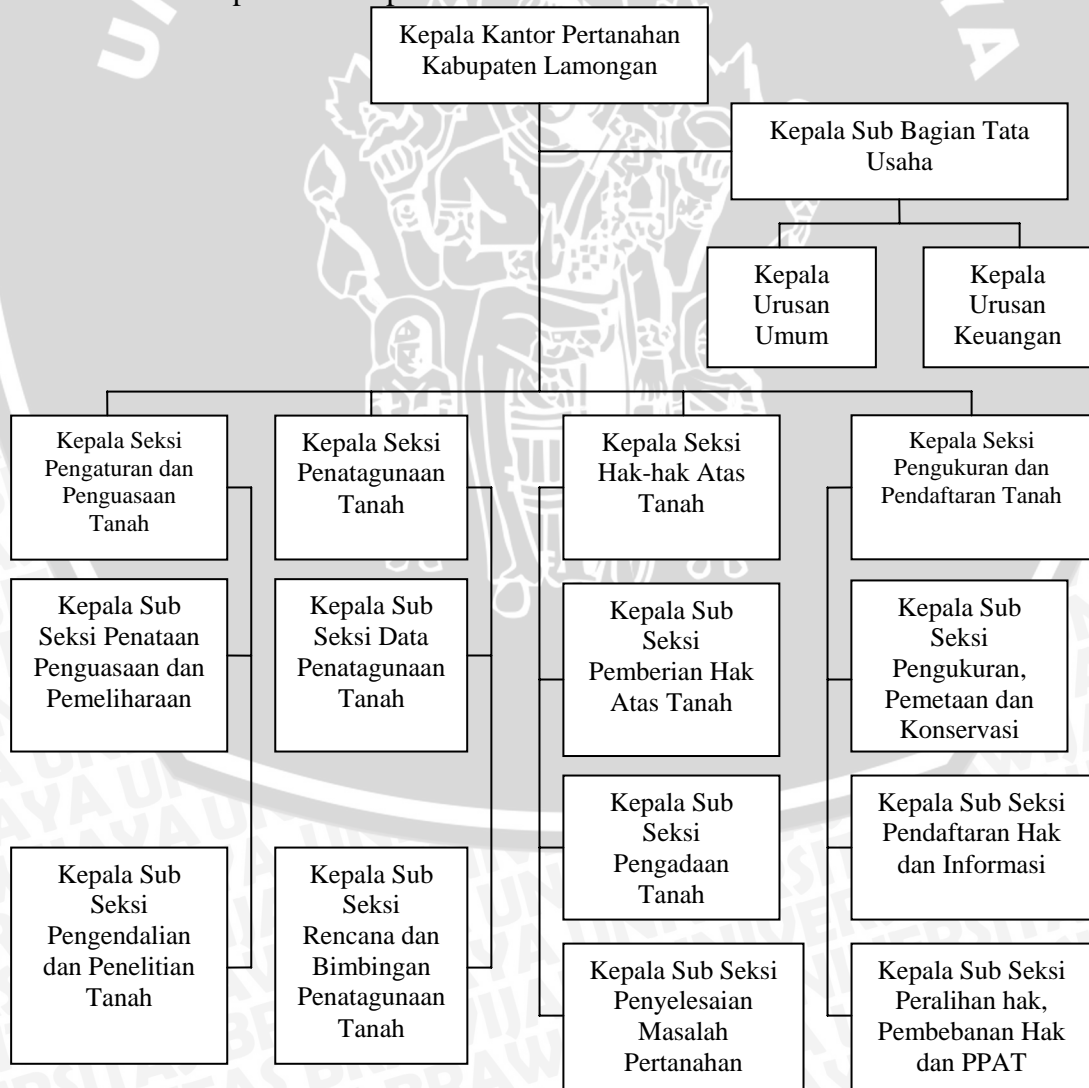 Kepala Kantor Pertanahan
Kabupaten Lamongan
Kepala Sub Bagian Tata
Usaha
Kepala
Urusan
Umum
Kepala
Urusan
Keuangan
Kepala Seksi
Pengaturan dan
Penguasaan
Tanah
Kepala Seksi
Penatagunaan
Tanah
Kepala Seksi
Hak-hak Atas
Tanah
Kepala Seksi
Pengukuran dan
Pendaftaran Tanah
Kepala Sub
Seksi Penataan
Penguasaan dan
Pemeliharaan
Kepala Sub
Seksi Data
Penatagunaan
Tanah
Kepala Sub
Seksi
Pemberian Hak
Atas Tanah
Kepala Sub
Seksi
Pengukuran,
Pemetaan dan
Konservasi
Kepala Sub
Seksi
Pengadaan
Tanah
Kepala Sub Seksi
Pendaftaran Hak
dan Informasi
Kepala Sub
Seksi
Pengendalian
dan Penelitian
Tanah
Kepala Sub
Seksi
Rencana dan
Bimbingan
Penatagunaan
Tanah
Kepala Sub Seksi
Penyelesaian
Masalah
Pertanahan
Kepala Sub Seksi
Peralihan hak,
Pembebanan Hak
dan PPAT